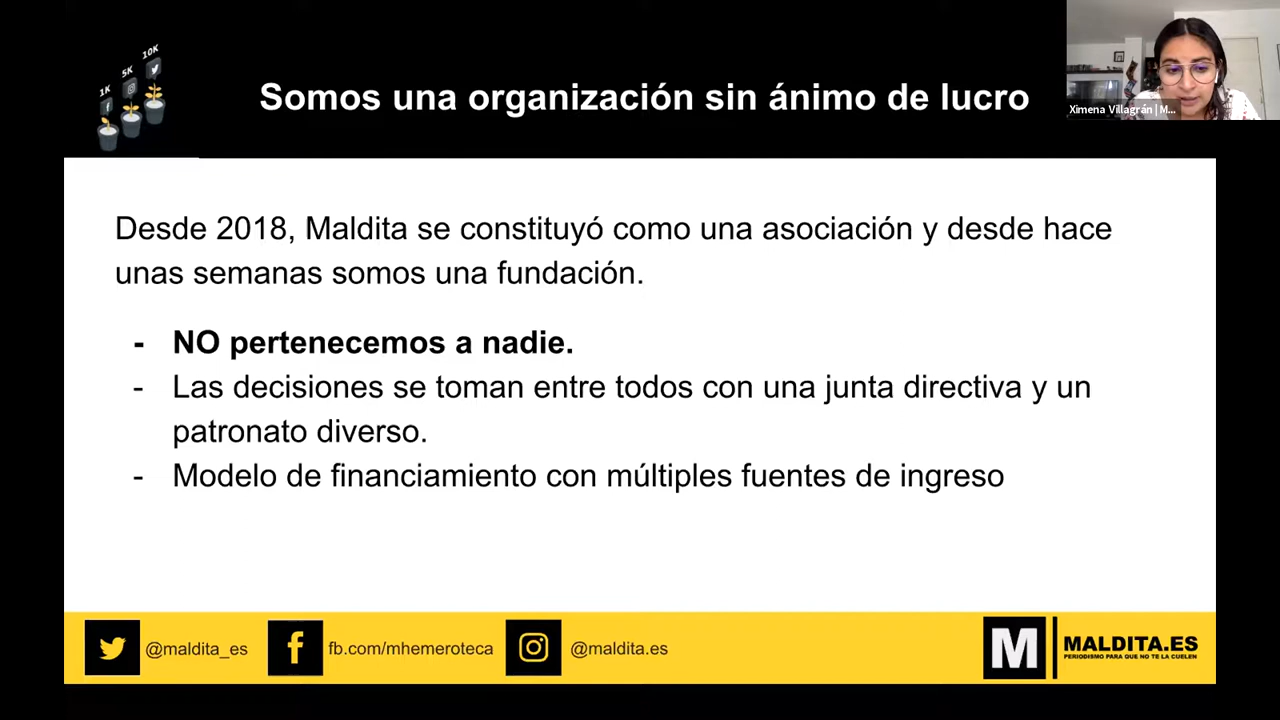 1K
5K
10K
Somos una organización sin ánimo de lucro
Ximena Villagrán | M...
Desde 2018, Maldita se constituyó como una asociación y desde hace
unas semanas somos una fundación.
- NO pertenecemos a nadie.
- Las decisiones se toman entre todos con una junta directiva y un
patronato diverso.
- Modelo de financiamiento con múltiples fuentes de ingreso
@maldita_es
fb.com/mhemeroteca
@maldita.es
M
MALDITA.ES
PERIODISMO PARA QUE NO TE LA CUELEN